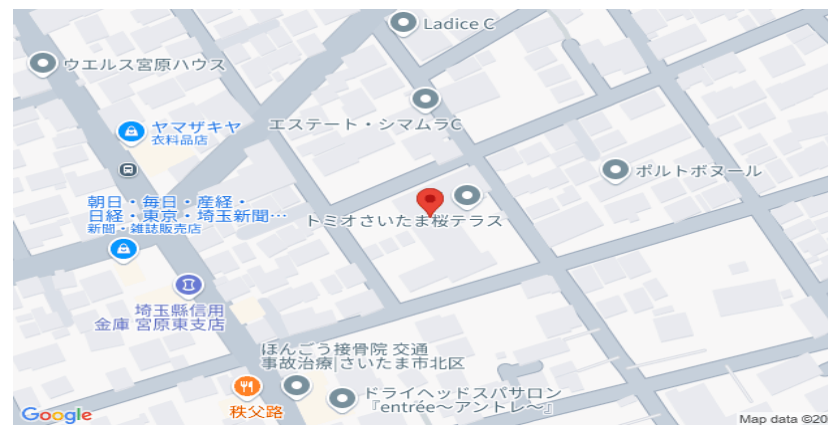 Ladice C
ウエルス宮原ハウス
ヤマザキヤ
衣料品店
エステート・シマムラC
ポルトボヌール
朝日・毎日・産経・
日経・東京・埼玉新聞…
新聞・雑誌販売店
トミオさいたま桜テラス
埼玉縣信用
金庫 宮原東支店
ほんごう接骨院 交通
事故治療|さいたま市北区
ドライヘッドスパサロン
『entrée〜アントレ〜』
秩父路
Google
Map data ©20